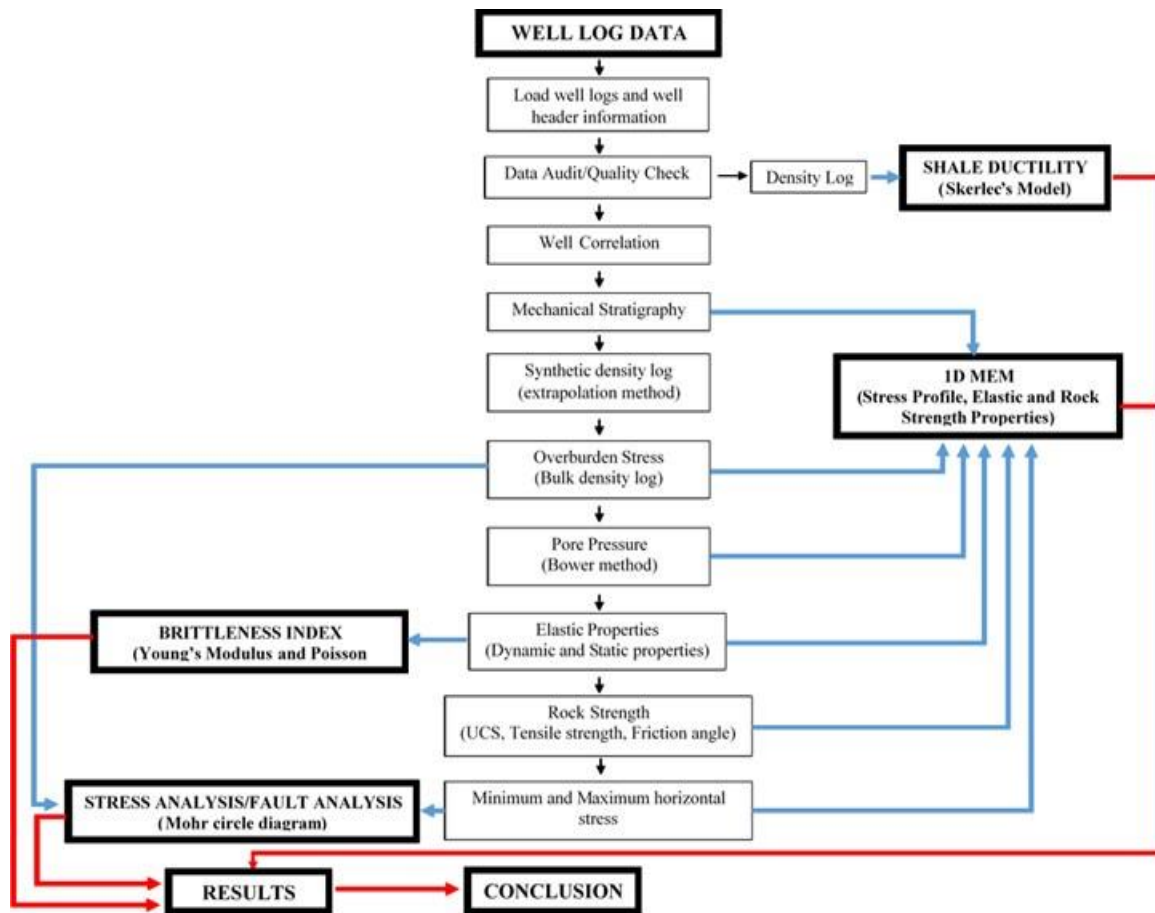 WELL LOG DATA
Load well logs and well
header information
Data Audit/Quality Check
Density Log
SHALE DUCTILITY
(Skerlec's Model)
Well Correlation
Mechanical Stratigraphy
Synthetic density log
(extrapolation method)
1D MEM
(Stress Profile, Elastic and Rock
Strength Properties)
Overburden Stress
(Bulk density log)
Pore Pressure
(Bower method)
BRITTLENESS INDEX
(Young's Modulus and Poisson
Elastic Properties
(Dynamic and Static properties)
Rock Strength
(UCS, Tensile strength, Friction angle)
STRESS ANALYSIS/FAULT ANALYSIS
(Mohr circle diagram)
Minimum and Maximum horizontal
stress
RESULTS
CONCLUSION